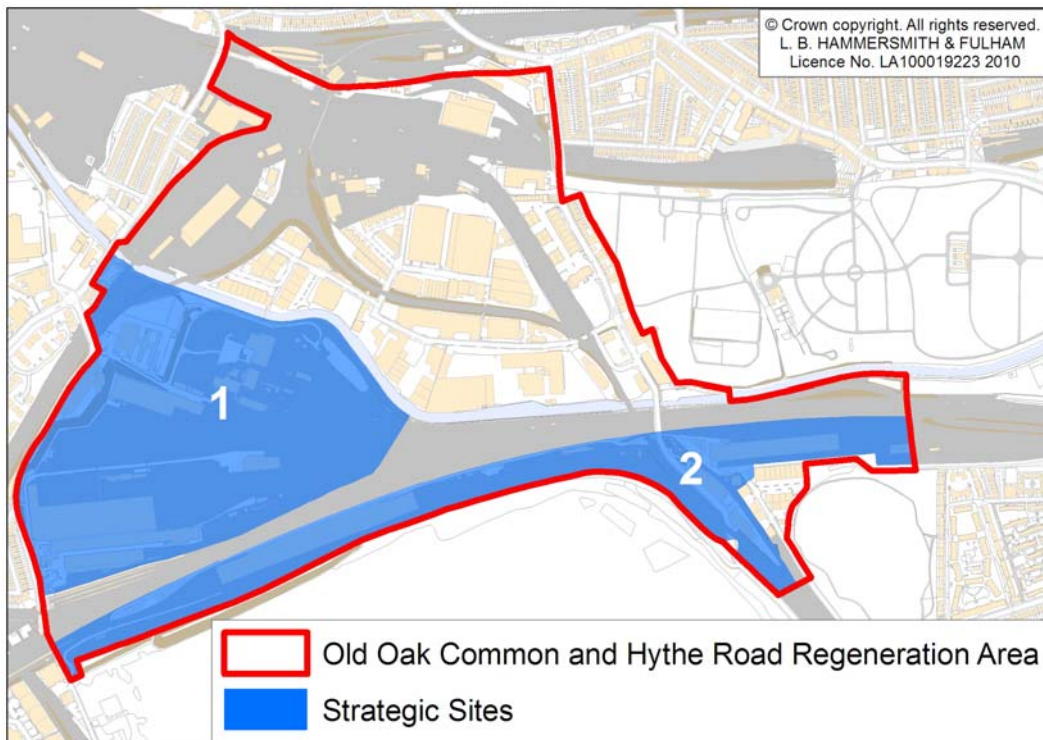 © Crown copyright. All rights reserved.
L. B. HAMMERSMITH & FULHAM
Licence No. LA100019223 2010
1
2
Old Oak Common and Hythe Road Regeneration Area
Strategic Sites